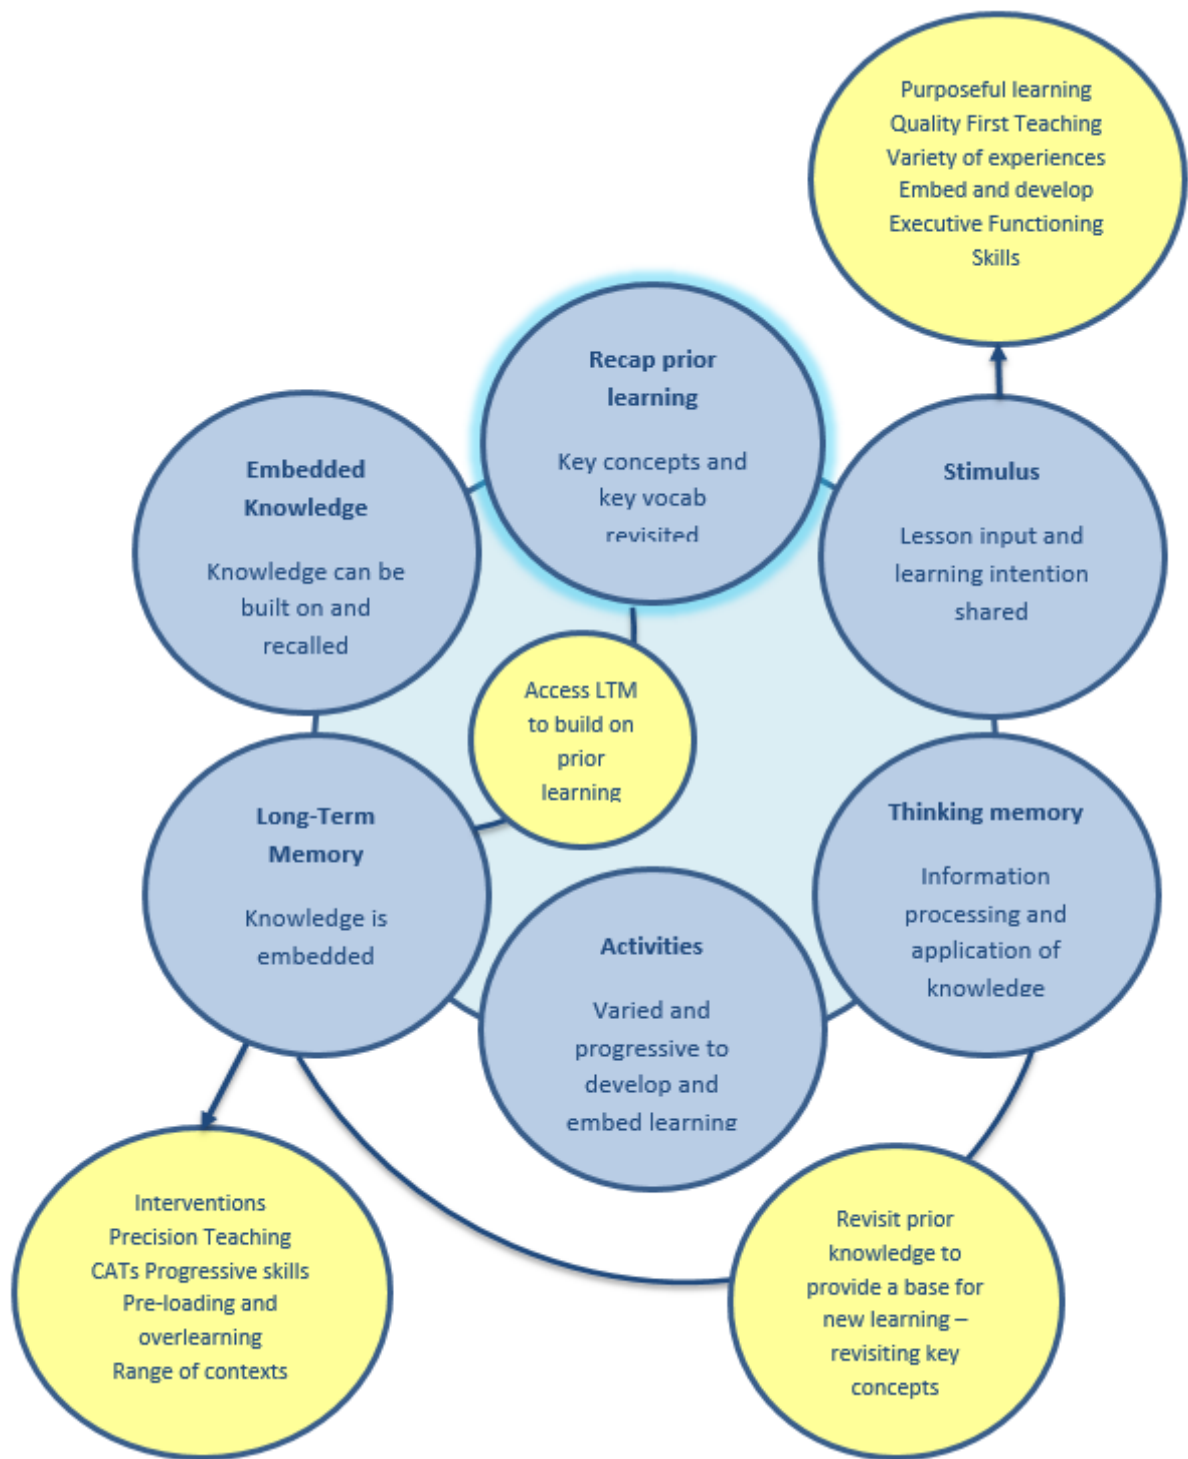 Purposeful learning
Quality First Teaching
Variety of experiences
Embed and develop
Executive Functioning
Skills
Recap prior
learning
Key concepts and
key vocab
revisited
Embedded
Knowledge
Knowledge can be
built on and
recalled
Stimulus
Lesson input and
learning intention
shared
Access LTM
to build on
prior
learning
Long-Term
Memory
Knowledge is
embedded
Thinking memory
Information
processing and
application of
knowledge
Activities
Varied and
progressive to
develop and
embed learning
Interventions
Precision Teaching
CATs Progressive skills
Pre-loading and
overlearning
Range of contexts
Revisit prior
knowledge to
provide a base for
new learning –
revisiting key
concepts